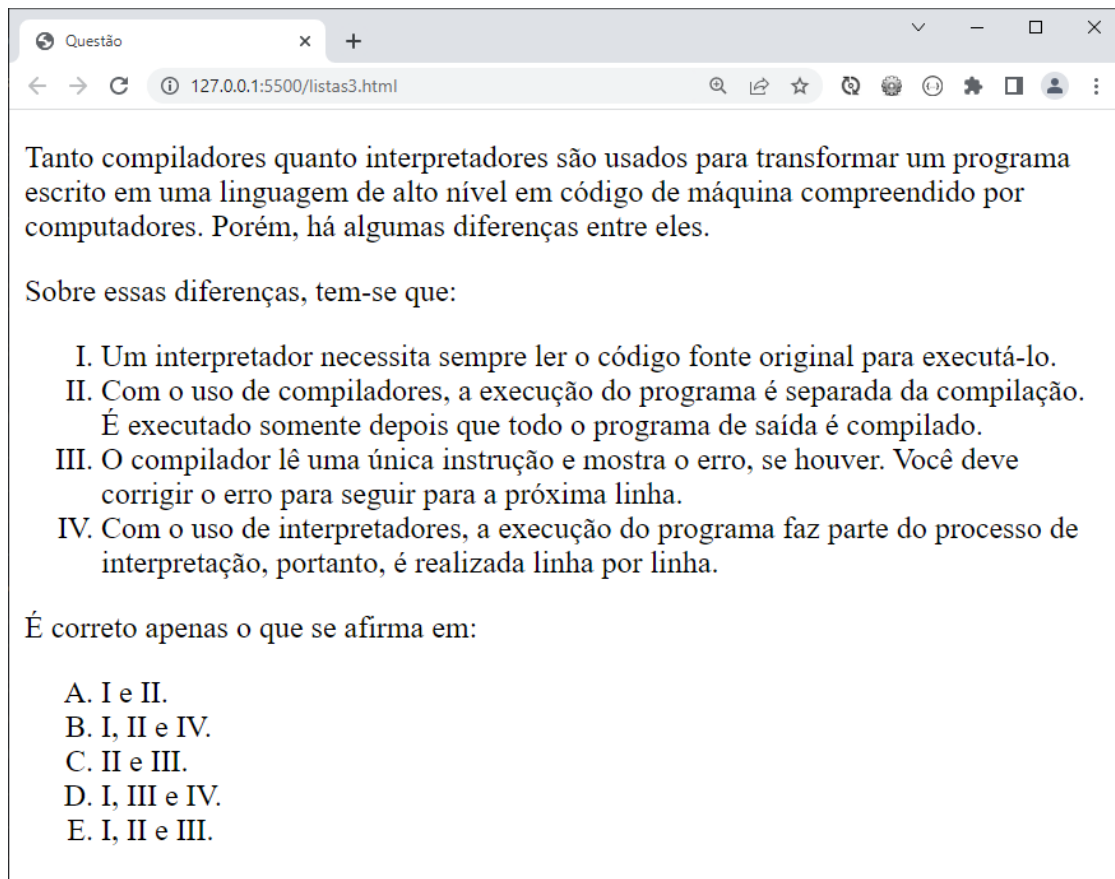 Questão
127.0.0.1:5500/listas3.html
Tanto compiladores quanto interpretadores são usados para transformar um programa
escrito em uma linguagem de alto nível em código de máquina compreendido por
computadores. Porém, há algumas diferenças entre eles.
Sobre essas diferenças, tem-se que:
I. Um interpretador necessita sempre ler o código fonte original para executá-lo.
II. Com o uso de compiladores, a execução do programa é separada da compilação.
É executado somente depois que todo o programa de saída é compilado.
III. O compilador lê uma única instrução e mostra o erro, se houver. Você deve
corrigir o erro para seguir para a próxima linha.
IV. Com o uso de interpretadores, a execução do programa faz parte do processo de
interpretação, portanto, é realizada linha por linha.
É correto apenas o que se afirma em:
A. I e II.
B. I, II e IV.
C. II e III.
D. I, III e IV.
E. I, II e III.